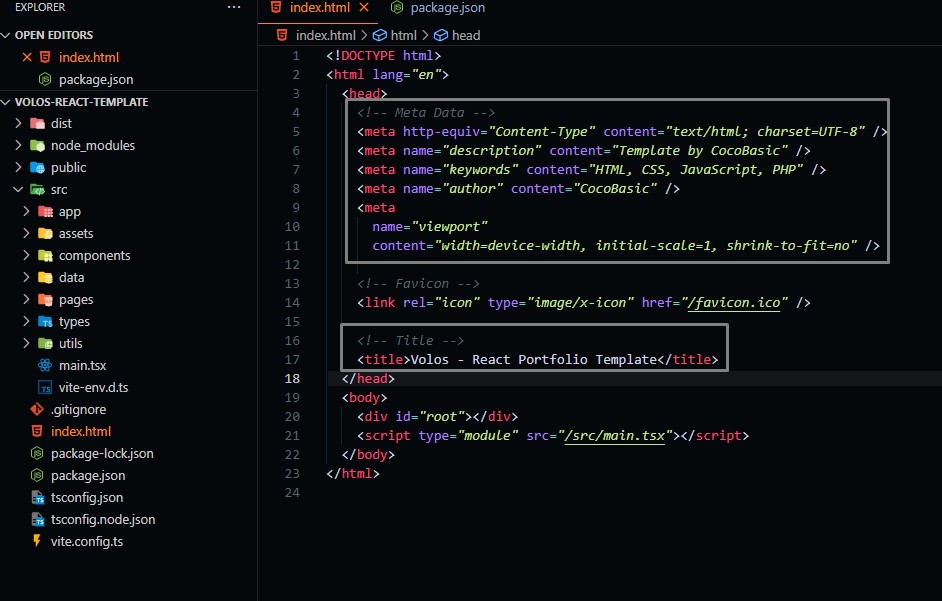 EXPLORER ...
OPEN EDITORS
index.html
package.json
VOLOS-REACT-TEMPLATE
dist
node_modules
public
src
app
assets
components
data
pages
types
utils
main.tsx
vite-env.d.ts
.gitignore
index.html
package-lock.json
package.json
tsconfig.json
tsconfig.node.json
vite.config.ts
index.html package.json
index.html > html > head
1 <!DOCTYPE html>
2 <html lang="en">
3 <head>
4 <!-- Meta Data -->
5 <meta http-equiv="Content-Type" content="text/html; charset=UTF-8" />
6 <meta name="description" content="Template by CocoBasic" />
7 <meta name="keywords" content="HTML, CSS, JavaScript, PHP" />
8 <meta name="author" content="CocoBasic" />
9 <meta
10 name="viewport"
11 content="width=device-width, initial-scale=1, shrink-to-fit=no" />
12
13 <!-- Favicon -->
14 <link rel="icon" type="image/x-icon" href="/favicon.ico" />
15
16 <!-- Title -->
17 <title>Volos - React Portfolio Template</title>
18 </head>
19 <body>
20 <div id="root"></div>
21 <script type="module" src="/src/main.tsx"></script>
22 </body>
23 </html>
24